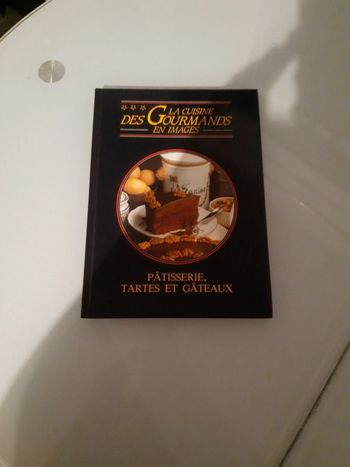 LA CUISINE
DES GOURMANDS
EN IMAGES
PÂTISSERIE,
TARTES ET GÂTEAUX